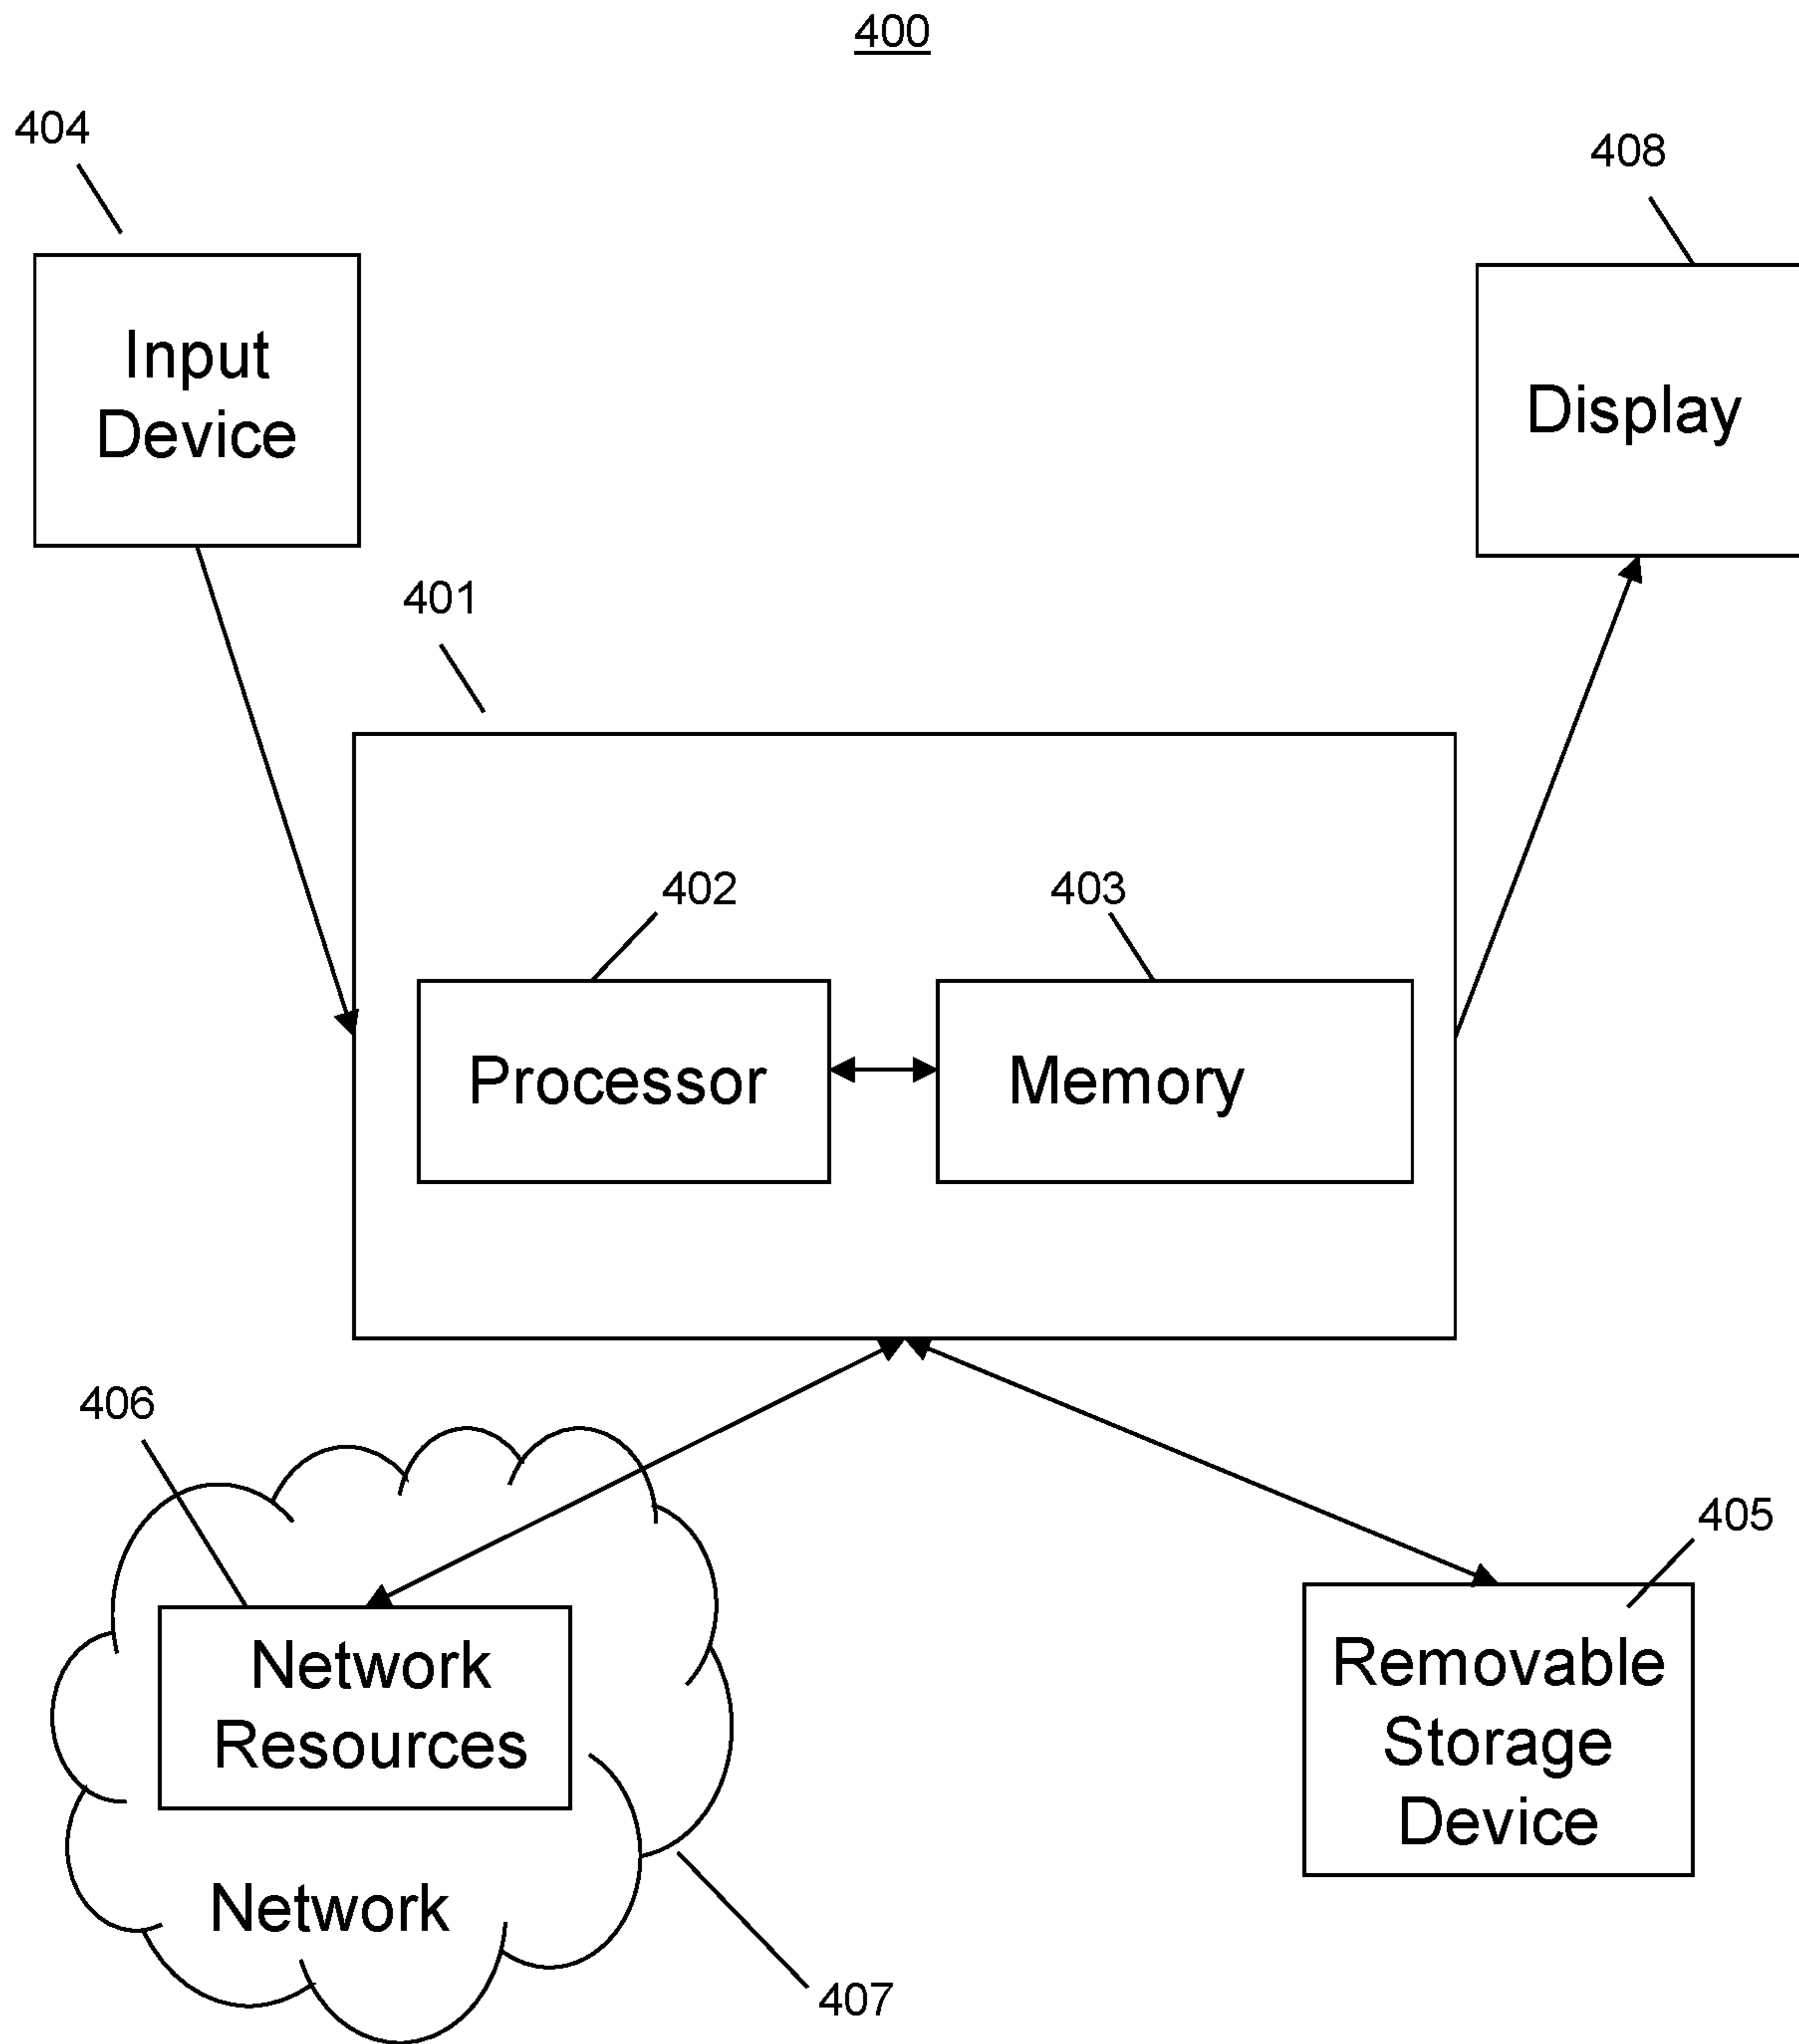 400
404
408
Input
Device
Display
401
402
403
Processor
Memory
406
405
Network
Resources
Removable
Storage
Device
Network
407